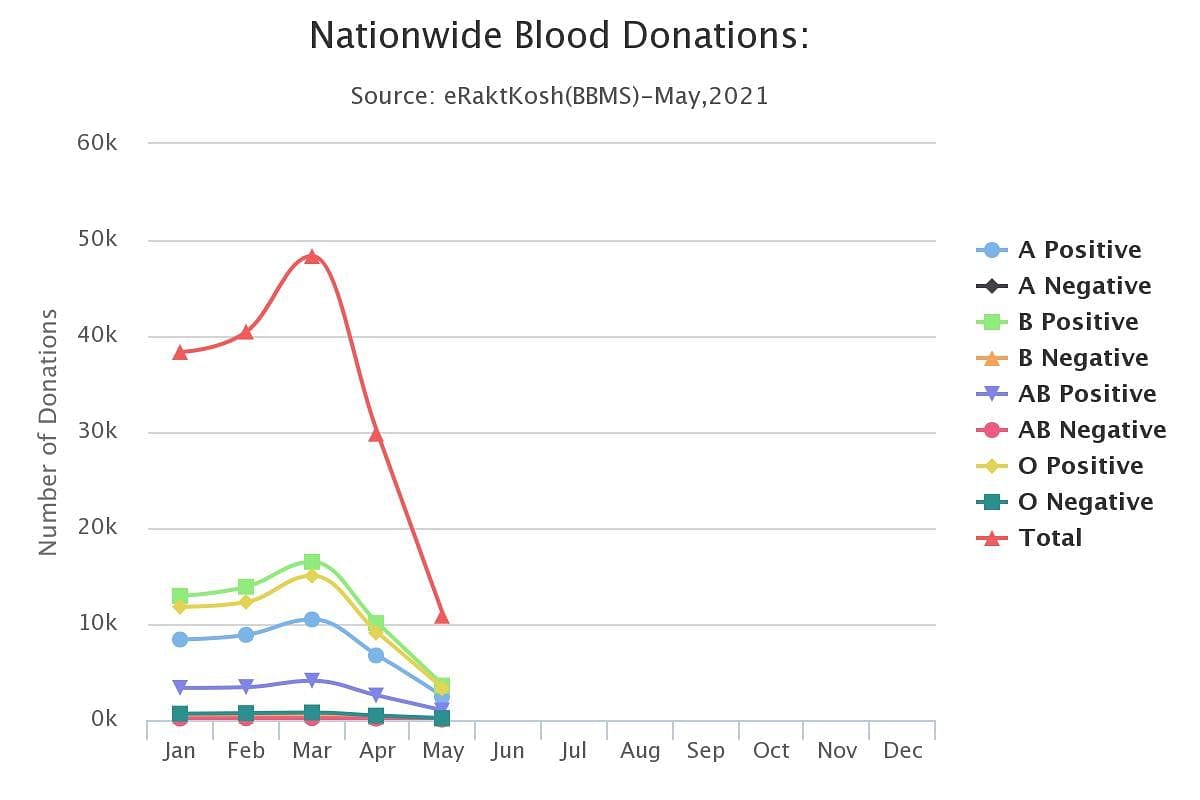 Nationwide Blood Donations:
Source: eRaktKosh(BBMS)-May,2021
Number of Donations
60k
50k
40k
30k
20k
10k
0k
Jan Feb Mar Apr May Jun Jul Aug Sep Oct Nov Dec
A Positive
A Negative
B Positive
B Negative
AB Positive
AB Negative
O Positive
O Negative
Total